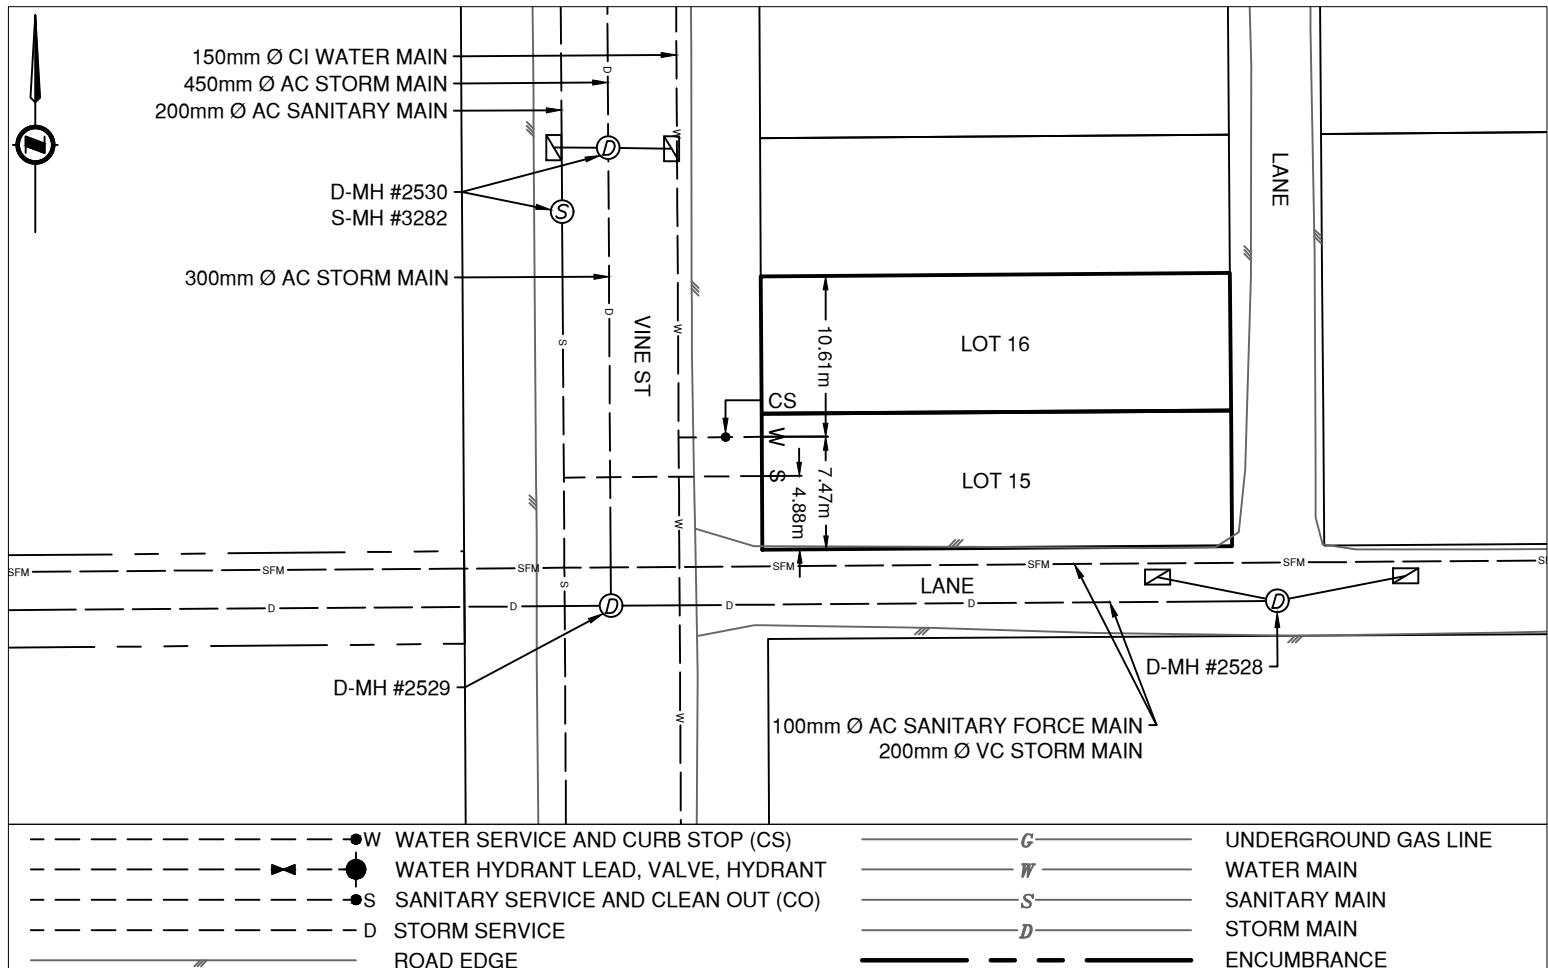 150mm Ø CI WATER MAIN
450mm Ø AC STORM MAIN
200mm Ø AC SANITARY MAIN
D
W
D
D-MH #2530
S-MH #3282
S
LANE
300mm Ø AC STORM MAIN
D
VINE ST
W
S
10.61m
LOT 16
CS
W
S
7.47m
4.88m
LOT 15
W
SFM
SFM
SFM
SFM
SFM
SFM
S
LANE
D
D
D
D
D
D
D-MH #2529
D-MH #2528
W
100mm Ø AC SANITARY FORCE MAIN
200mm Ø VC STORM MAIN
W WATER SERVICE AND CURB STOP (CS)
WATER HYDRANT LEAD, VALVE, HYDRANT
S SANITARY SERVICE AND CLEAN OUT (CO)
D STORM SERVICE
ROAD EDGE
G UNDERGROUND GAS LINE
W WATER MAIN
S SANITARY MAIN
D STORM MAIN
ENCUMBRANCE